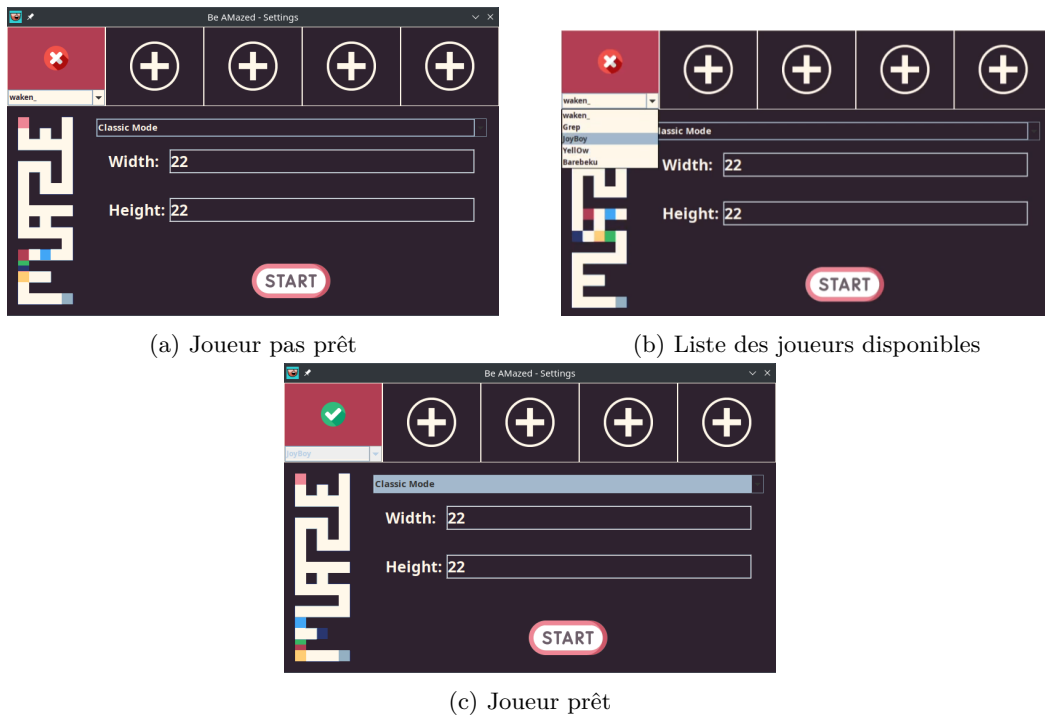 Be AMazed - Settings
waken_
Classic Mode
Width: 22
Height: 22
START
(a) Joueur pas prêt
waken_
waken_
Grep
JoyBoy
YellOw
Barebeku
lassic Mode
Width: 22
Height: 22
START
(b) Liste des joueurs disponibles
Be AMazed - Settings
JoyBoy
Classic Mode
Width: 22
Height: 22
START
(c) Joueur prêt